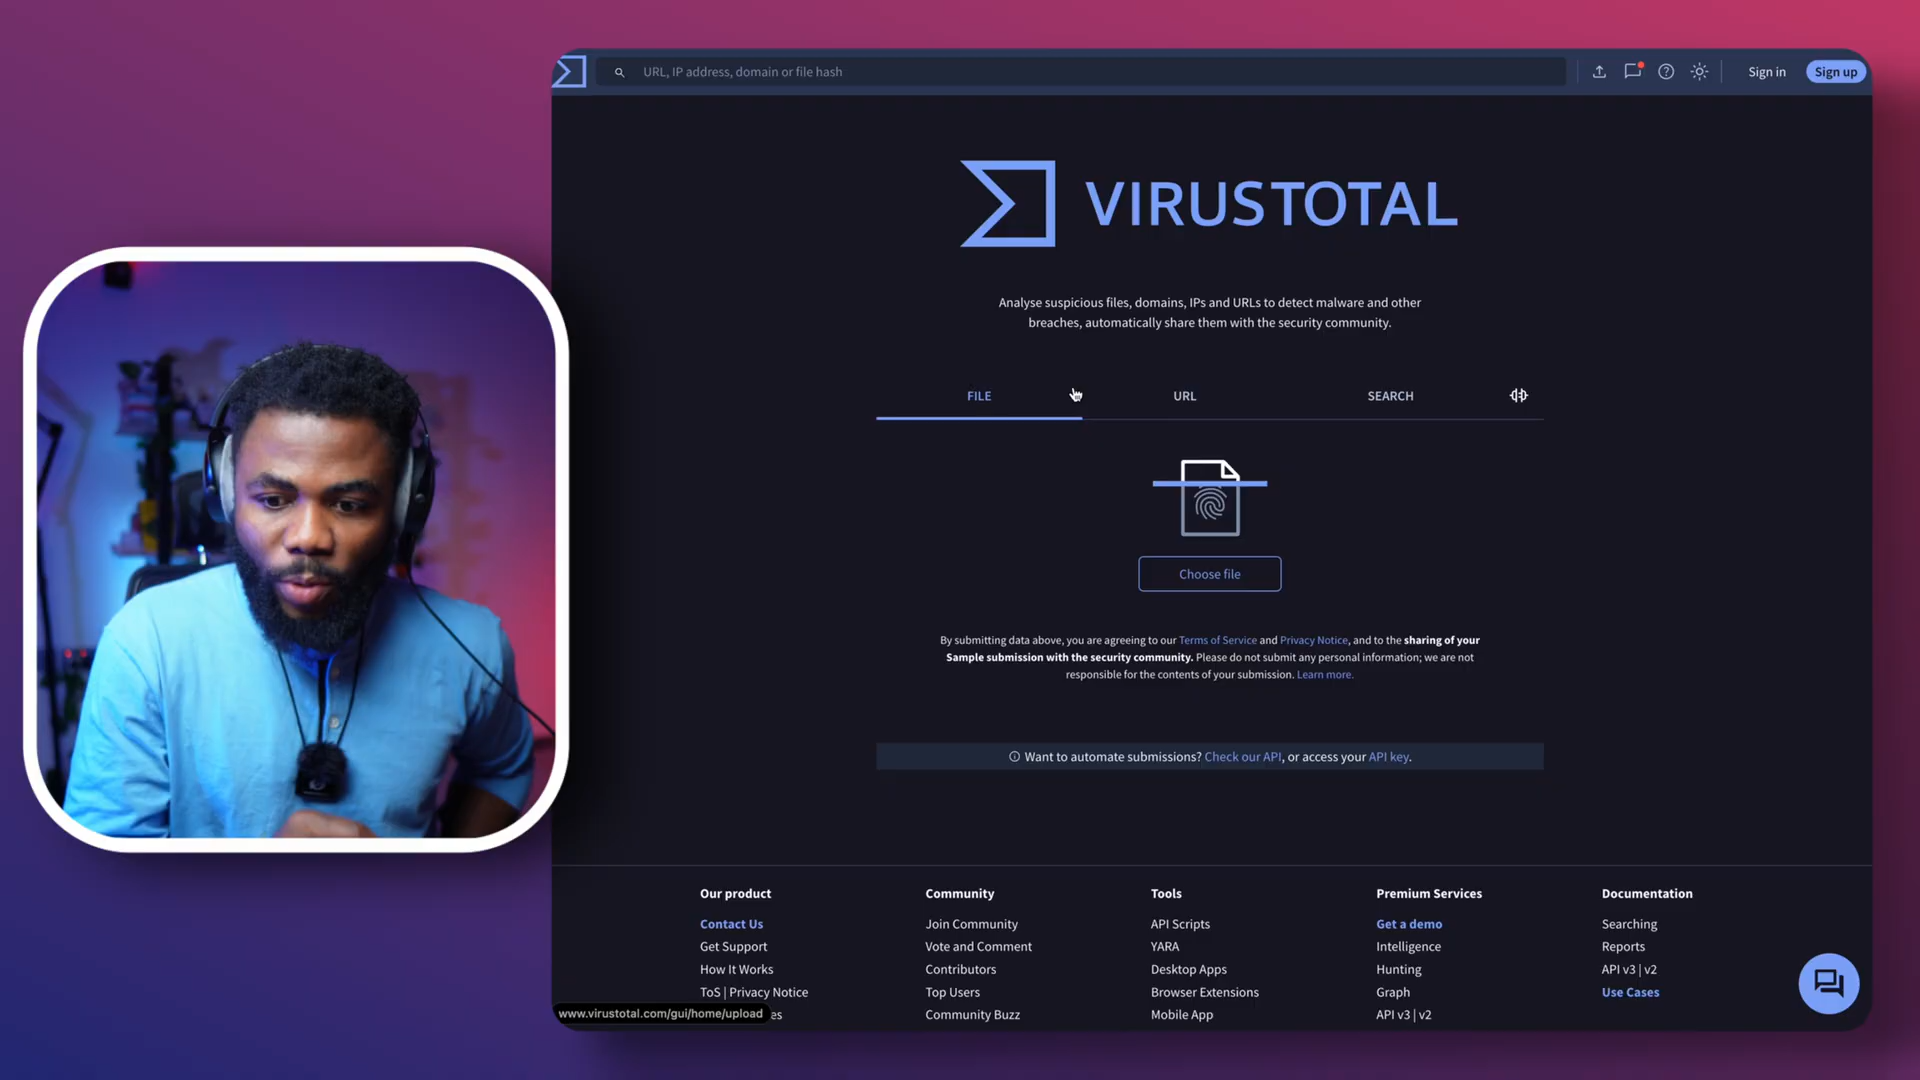 URL, IP address, domain or file hash
Sign in
Sign up
VIRUSTOTAL
Analyse suspicious files, domains, IPs and URLs to detect malware and other
breaches, automatically share them with the security community.
FILE
URL
SEARCH
Choose file
By submitting data above, you are agreeing to our Terms of Service and Privacy Notice, and to the sharing of your
Sample submission with the security community. Please do not submit any personal information; we are not
responsible for the contents of your submission. Learn more.
Want to automate submissions? Check our API, or access your API key.
Our product
Contact Us
Get Support
How It Works
ToS | Privacy Notice
es
Community
Join Community
Vote and Comment
Contributors
Top Users
Community Buzz
Tools
API Scripts
YARA
Desktop Apps
Browser Extensions
Mobile App
Premium Services
Get a demo
Intelligence
Hunting
Graph
API v3 | v2
Documentation
Searching
Reports
API v3 | v2
Use Cases
www.virustotal.com/gui/home/upload